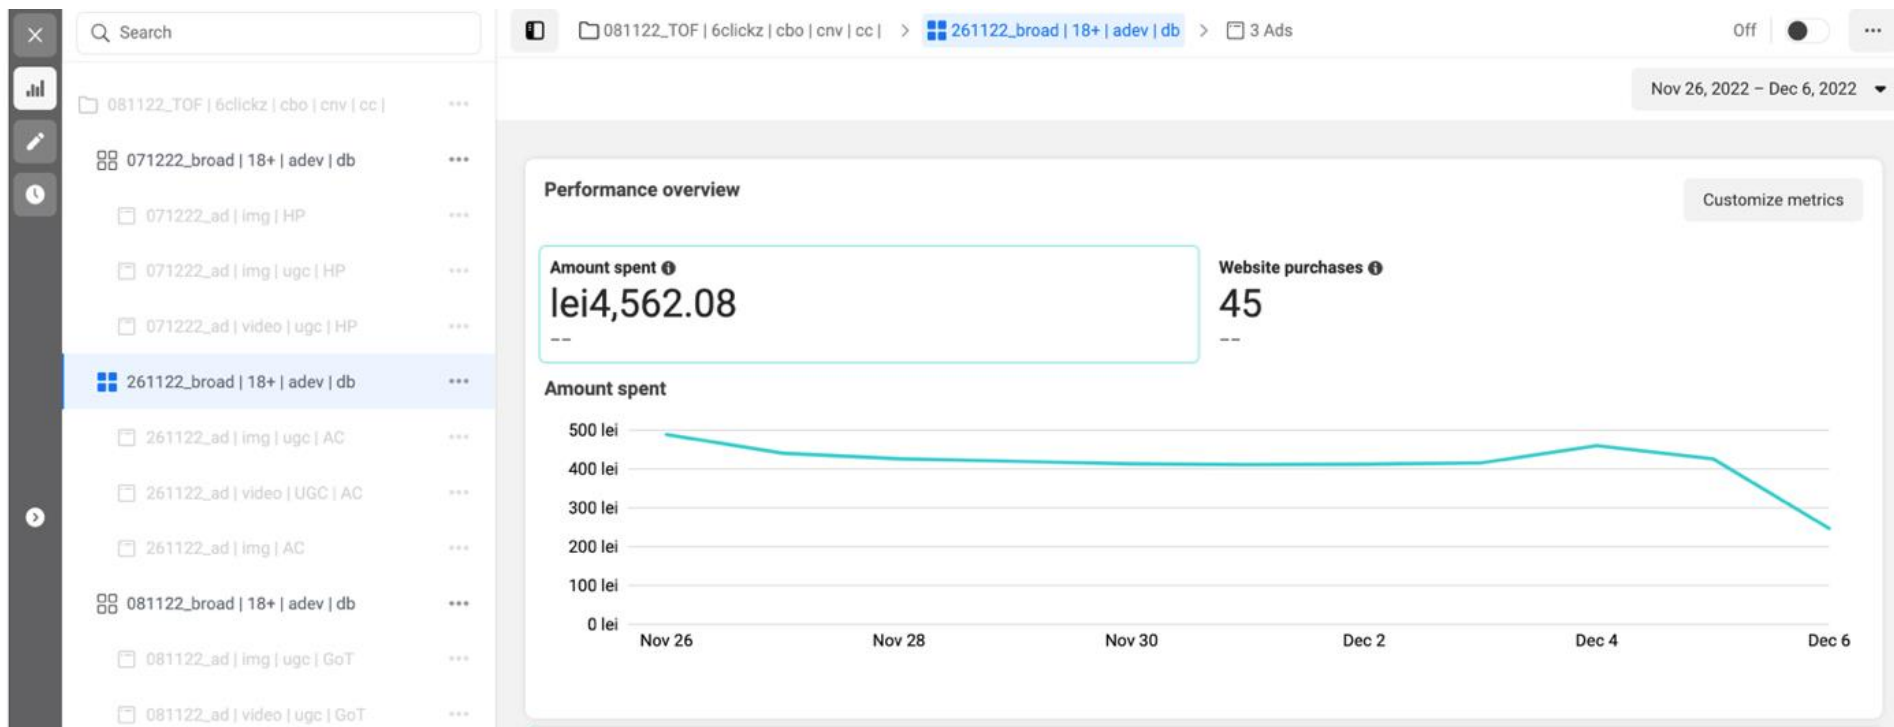 Search
081122_TOF | 6clickz | cbo | cnv | cc |
071222_broad | 18+ | adev | db
071222_ad | img | HP
071222_ad | img | ugc | HP
071222_ad | video | ugc | HP
261122_broad | 18+ | adev | db
261122_ad | img | ugc | AC
261122_ad | video | UGC | AC
261122_ad | img | AC
081122_broad | 18+ | adev | db
081122_ad | img | ugc | GoT
081122_ad | video | ugc | GoT
081122_TOF | 6clickz | cbo | cnv | cc | > 261122_broad | 18+ | adev | db > 3 Ads
Off
Nov 26, 2022 – Dec 6, 2022
Performance overview
Customize metrics
Amount spent
lei4,562.08
--
Website purchases
45
--
Amount spent
500 lei
400 lei
300 lei
200 lei
100 lei
0 lei
Nov 26 Nov 28 Nov 30 Dec 2 Dec 4 Dec 6